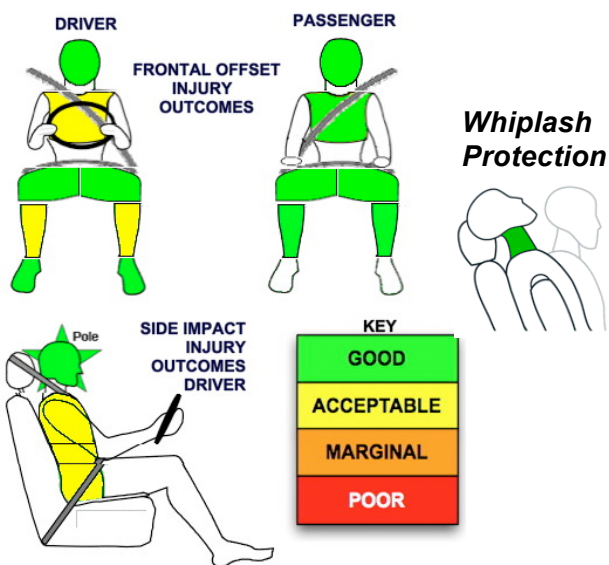 DRIVER
PASSENGER
FRONTAL OFFSET
INJURY
OUTCOMES
Whiplash
Protection
Pole
SIDE IMPACT
INJURY
OUTCOMES
DRIVER
KEY
GOOD
ACCEPTABLE
MARGINAL
POOR